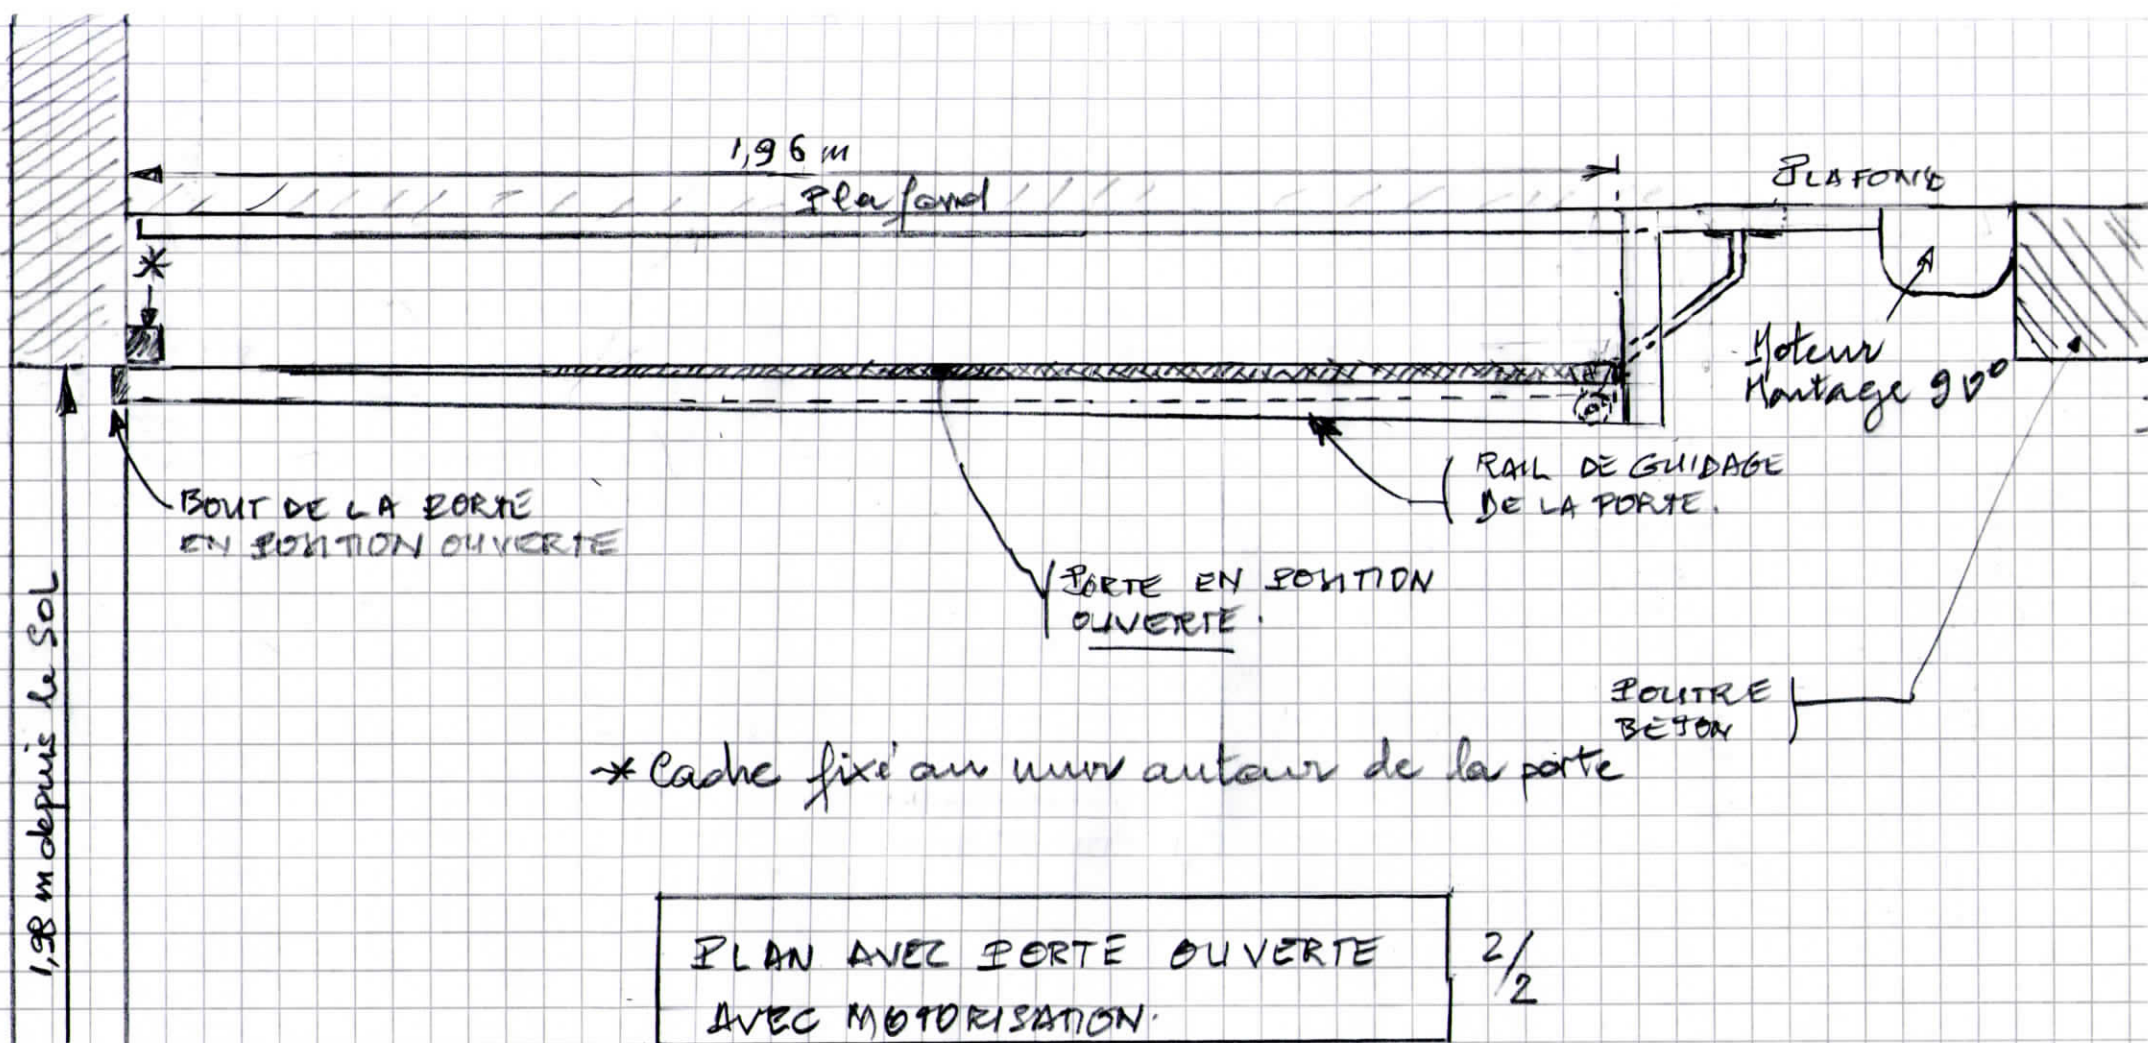 1,96 m
Plafond
PLAFOND
*
Moteur
Montage 90°
RAIL DE GUIDAGE
DE LA PORTE.
BOUT DE LA PORTE
EN POSITION OUVERTE
PORTE EN POSITION
OUVERTE.
POUTRE
BETON
1,98 m depuis le SOL
* Cadre fixé au mur autour de la porte
PLAN AVEC PORTE OUVERTE
AVEC MOTORISATION.
2/2